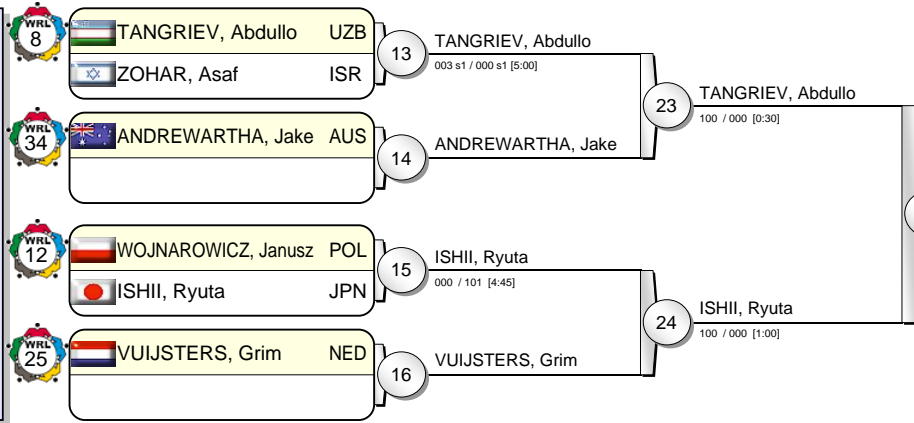 WRL
8
TANGRIEV, Abdullo UZB
ZOHAR, Asaf ISR
13
TANGRIEV, Abdullo
003 s1 / 000 s1 [5:00]
WRL
34
ANDREWARTHA, Jake AUS
14
ANDREWARTHA, Jake
23
TANGRIEV, Abdullo
100 / 000 [0:30]
WRL
12
WOJNAROWICZ, Janusz POL
ISHII, Ryuta JPN
15
ISHII, Ryuta
000 / 101 [4:45]
WRL
25
VUIJSTERS, Grim NED
16
VUIJSTERS, Grim
24
ISHII, Ryuta
100 / 000 [1:00]